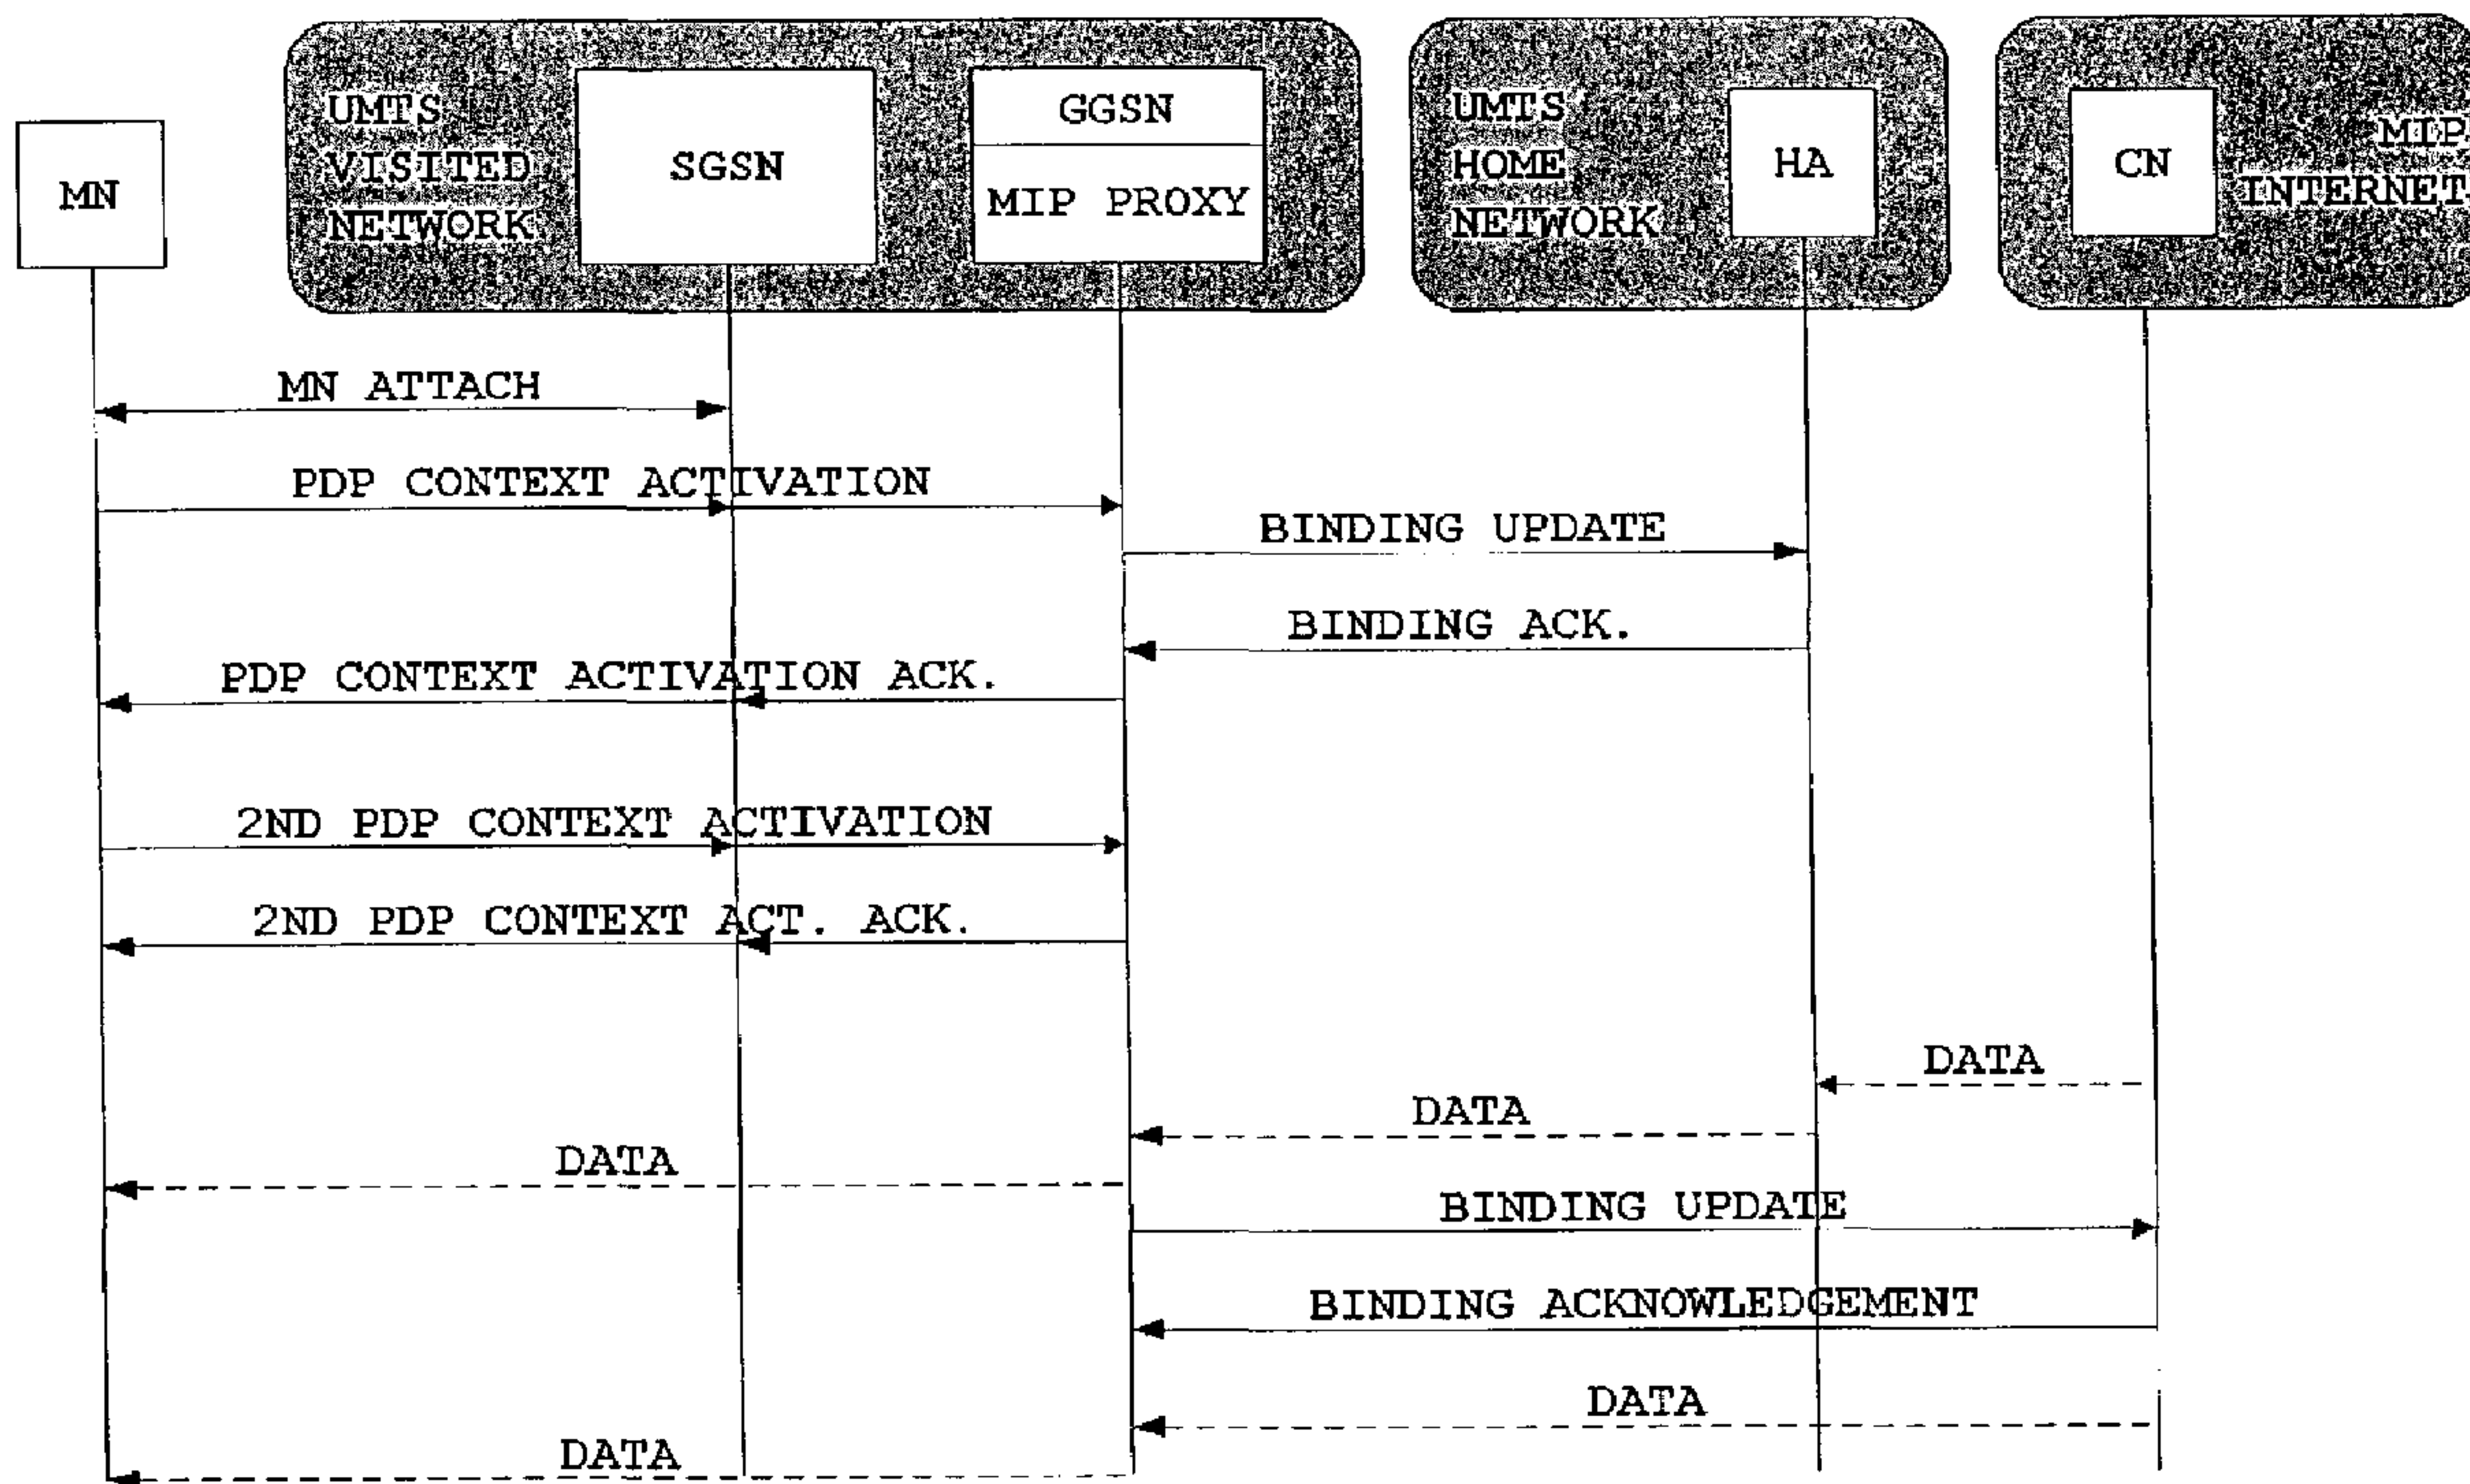 MN
UMTS
VISITED
NETWORK
SGSN
GGSN
MIP PROXY
UMTS
HOME
NETWORK
HA
CN
MIP
INTERNET
MN ATTACH
PDP CONTEXT ACTIVATION
BINDING UPDATE
BINDING ACK.
PDP CONTEXT ACTIVATION ACK.
2ND PDP CONTEXT ACTIVATION
2ND PDP CONTEXT ACT. ACK.
DATA
DATA
DATA
BINDING UPDATE
BINDING ACKNOWLEDGEMENT
DATA
DATA